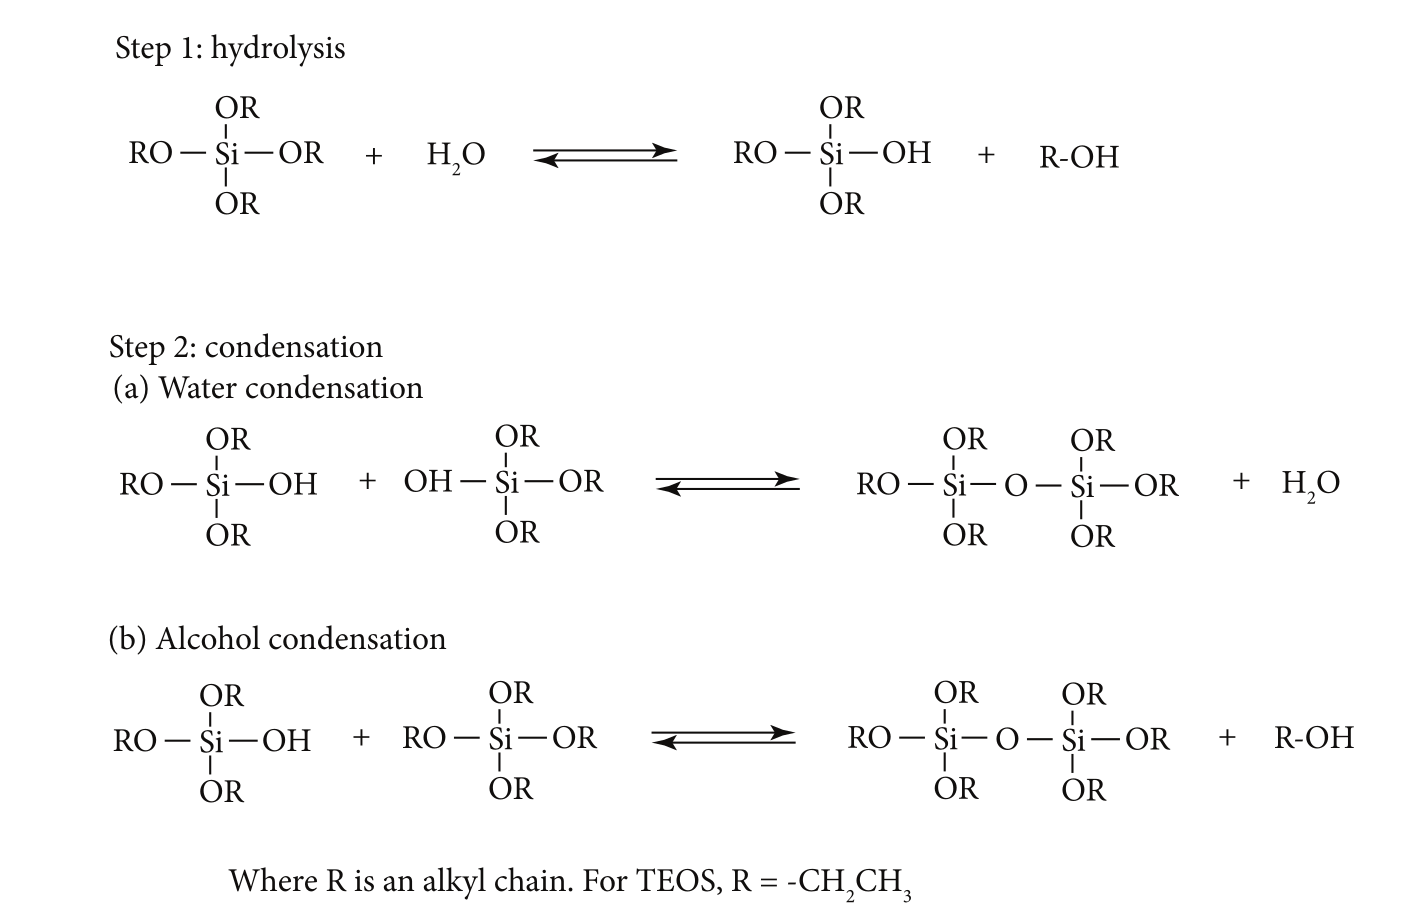 Step 1: hydrolysis
OR
RO — Si — OR + H₂O ⇌ RO — Si — OH + R-OH
OR
OR
OR
Step 2: condensation
(a) Water condensation
OR OR OR OR
RO — Si — OH + OH — Si — OR ⇌ RO — Si — O — Si — OR + H₂O
OR OR OR OR
(b) Alcohol condensation
OR OR OR OR
RO — Si — OH + RO — Si — OR ⇌ RO — Si — O — Si — OR + R-OH
OR OR OR OR
Where R is an alkyl chain. For TEOS, R = -CH₂CH₃